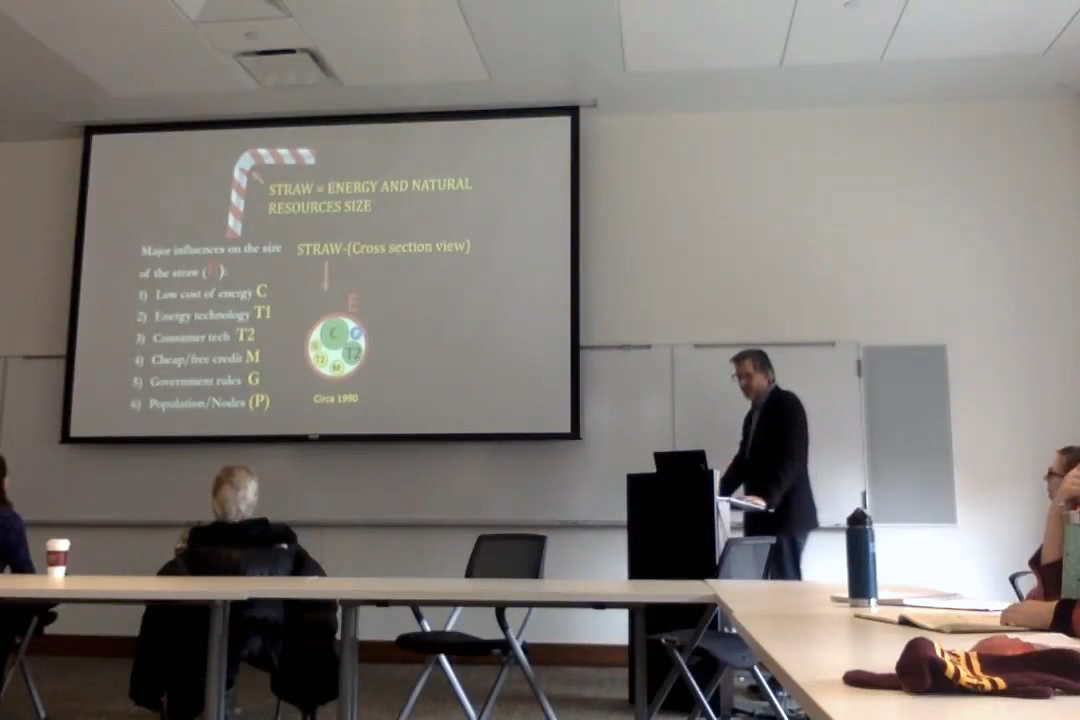 STRAW = ENERGY AND NATURAL
RESOURCES SIZE
Major influences on the size
of the straw (E):
1) Low cost of energy C
2) Energy technology T1
3) Consumer tech T2
4) Cheap/free credit M
5) Government rules G
6) Population/Nodes (P)
STRAW-(Cross section view)
E
C
P
T2
M
Circa 1990